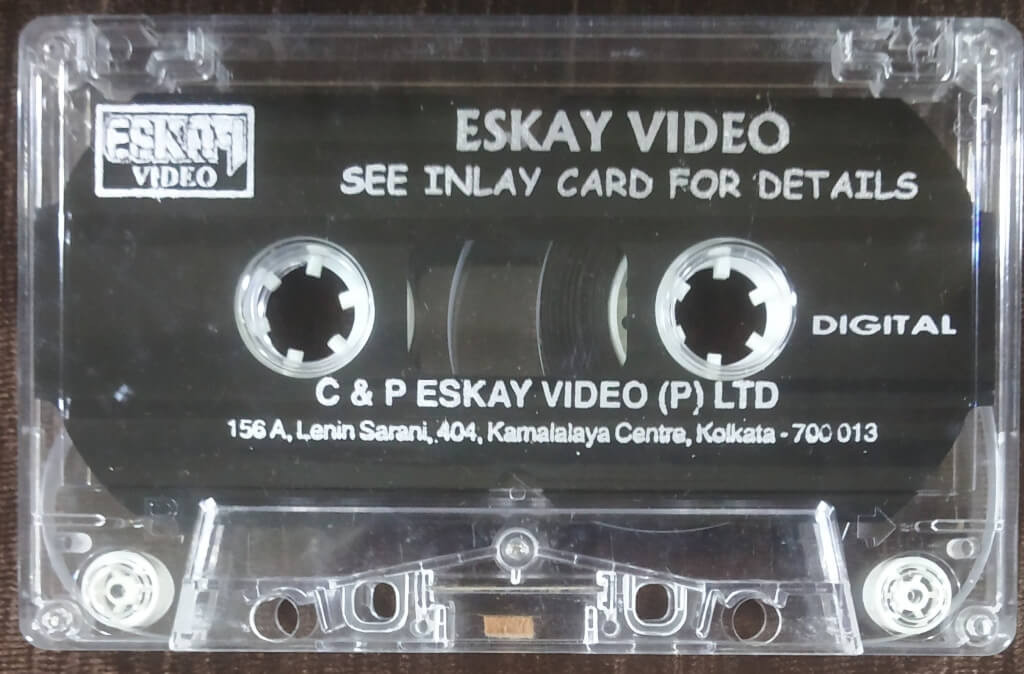 ESKAY
VIDEO
ESKAY VIDEO
SEE INLAY CARD FOR DETAILS
DIGITAL
C & P ESKAY VIDEO (P) LTD
156 A, Lenin Sarani, 404, Kamalalaya Centre, Kolkata - 700 013